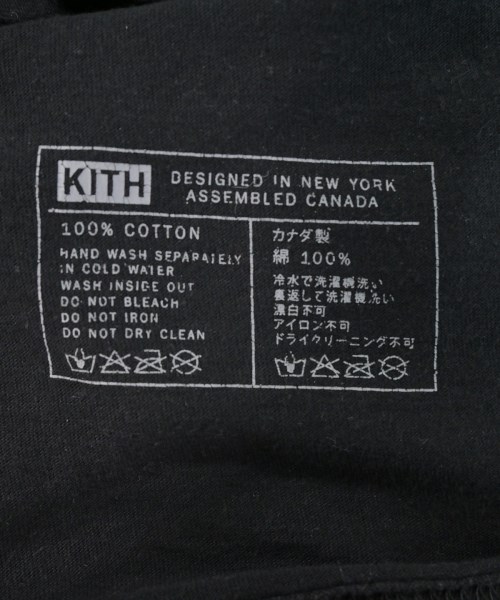 KITH
DESIGNED IN NEW YORK
ASSEMBLED CANADA
100% COTTON
HAND WASH SEPARATELY
IN COLD WATER
WASH INSIDE OUT
DO NOT BLEACH
DO NOT IRON
DO NOT DRY CLEAN
カナダ製
綿 100%
冷水で洗濯機洗い
裏返して洗濯機洗い
漂白不可
アイロン不可
ドライクリーニング不可